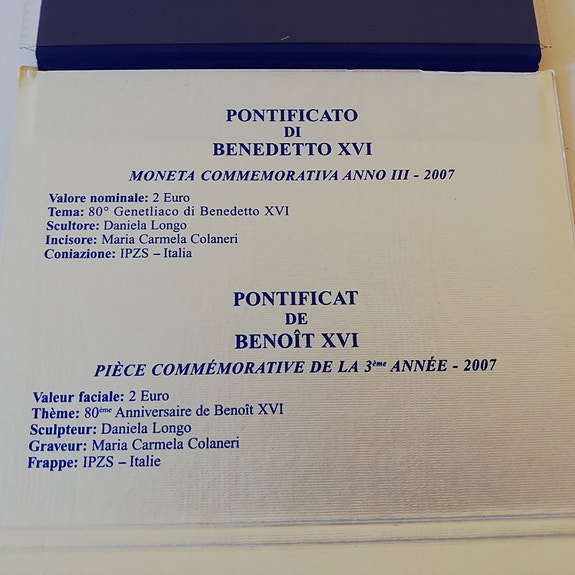 PONTIFICATO
DI
BENEDETTO XVI
MONETA COMMEMORATIVA ANNO III - 2007
Valore nominale: 2 Euro
Tema: 80° Genetliaco di Benedetto XVI
Scultore: Daniela Longo
Incisore: Maria Carmela Colaneri
Coniazione: IPZS – Italia
PONTIFICAT
DE
BENOÎT XVI
PIÈCE COMMÉMORATIVE DE LA 3ème ANNÉE - 2007
Valeur faciale: 2 Euro
Thème: 80ème Anniversaire de Benoît XVI
Sculpteur: Daniela Longo
Graveur: Maria Carmela Colaneri
Frappe: IPZS – Italie